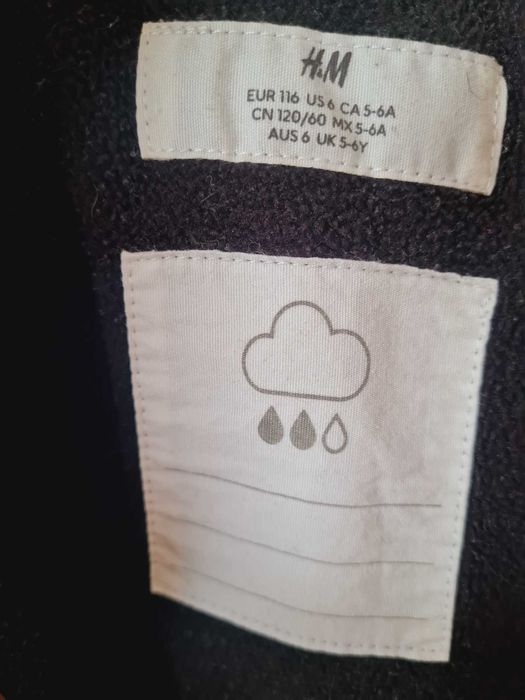 H&M
EUR 116 US 6 CA 5-6A
CN 120/60 MX 5-6A
AUS 6 UK 5-6Y